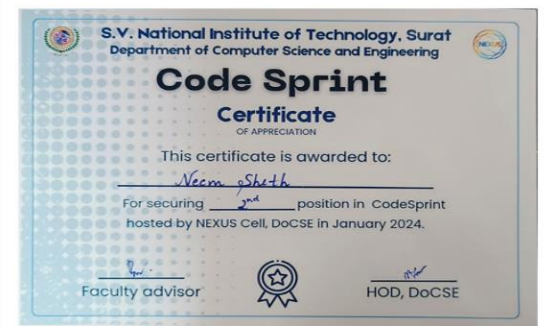 S.V. National Institute of Technology, Surat
Department of Computer Science and Engineering
NEXUS
Code Sprint
Certificate
OF APPRECIATION
This certificate is awarded to:
Neem Sheth
For securing 2nd position in CodeSprint
hosted by NEXUS Cell, DoCSE in January 2024.
Faculty advisor
HOD, DoCSE